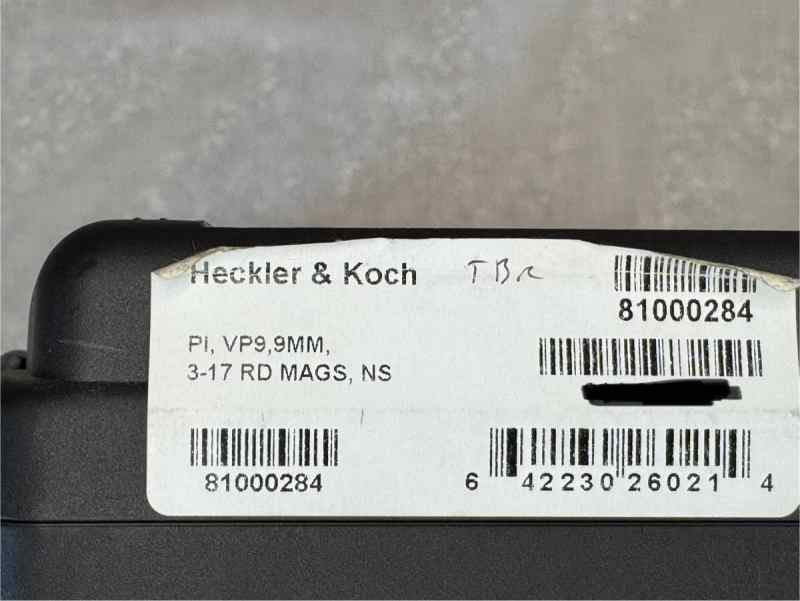 Heckler & Koch TBR
81000284
PI, VP9,9MM,
3-17 RD MAGS, NS
81000284
6 42230 26021 4